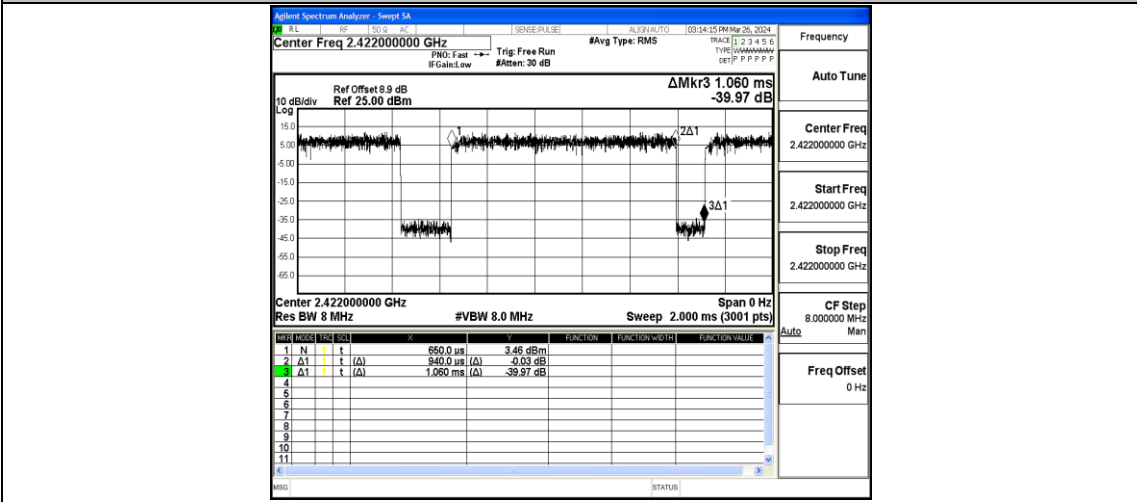 Agilent Spectrum Analyzer - Swept SA
RL RF 50 Ω AC SENSE:PULSE ALIGN AUTO 03:14:15 PM Mar 26, 2024
Center Freq 2.422000000 GHz #Avg Type: RMS TRACE 1 2 3 4 5 6
PNO: Fast Trig: Free Run TYPE
IFGain:Low #Atten: 30 dB DET P P P P P P
Frequency
Auto Tune
ΔMkr3 1.060 ms
-39.97 dB
Ref Offset 8.9 dB
10 dB/div Ref 25.00 dBm
Log
15.0
5.00
-5.00
-15.0
-25.0
-35.0
-45.0
-55.0
-65.0
1
2Δ1
3Δ1
Center Freq
2.422000000 GHz
Start Freq
2.422000000 GHz
Stop Freq
2.422000000 GHz
Center 2.422000000 GHz Span 0 Hz
Res BW 8 MHz #VBW 8.0 MHz Sweep 2.000 ms (3001 pts)
CF Step
8.000000 MHz
Auto Man
MKR MODE TRC SCL X Y FUNCTION FUNCTION WIDTH FUNCTION VALUE
1 N 1 t 650.0 µs 3.46 dBm
2 Δ1 1 t (Δ) 940.0 µs (Δ) -0.03 dB
3 Δ1 1 t (Δ) 1.060 ms (Δ) -39.97 dB
4
5
6
7
8
9
10
11
Freq Offset
0 Hz
MSG STATUS